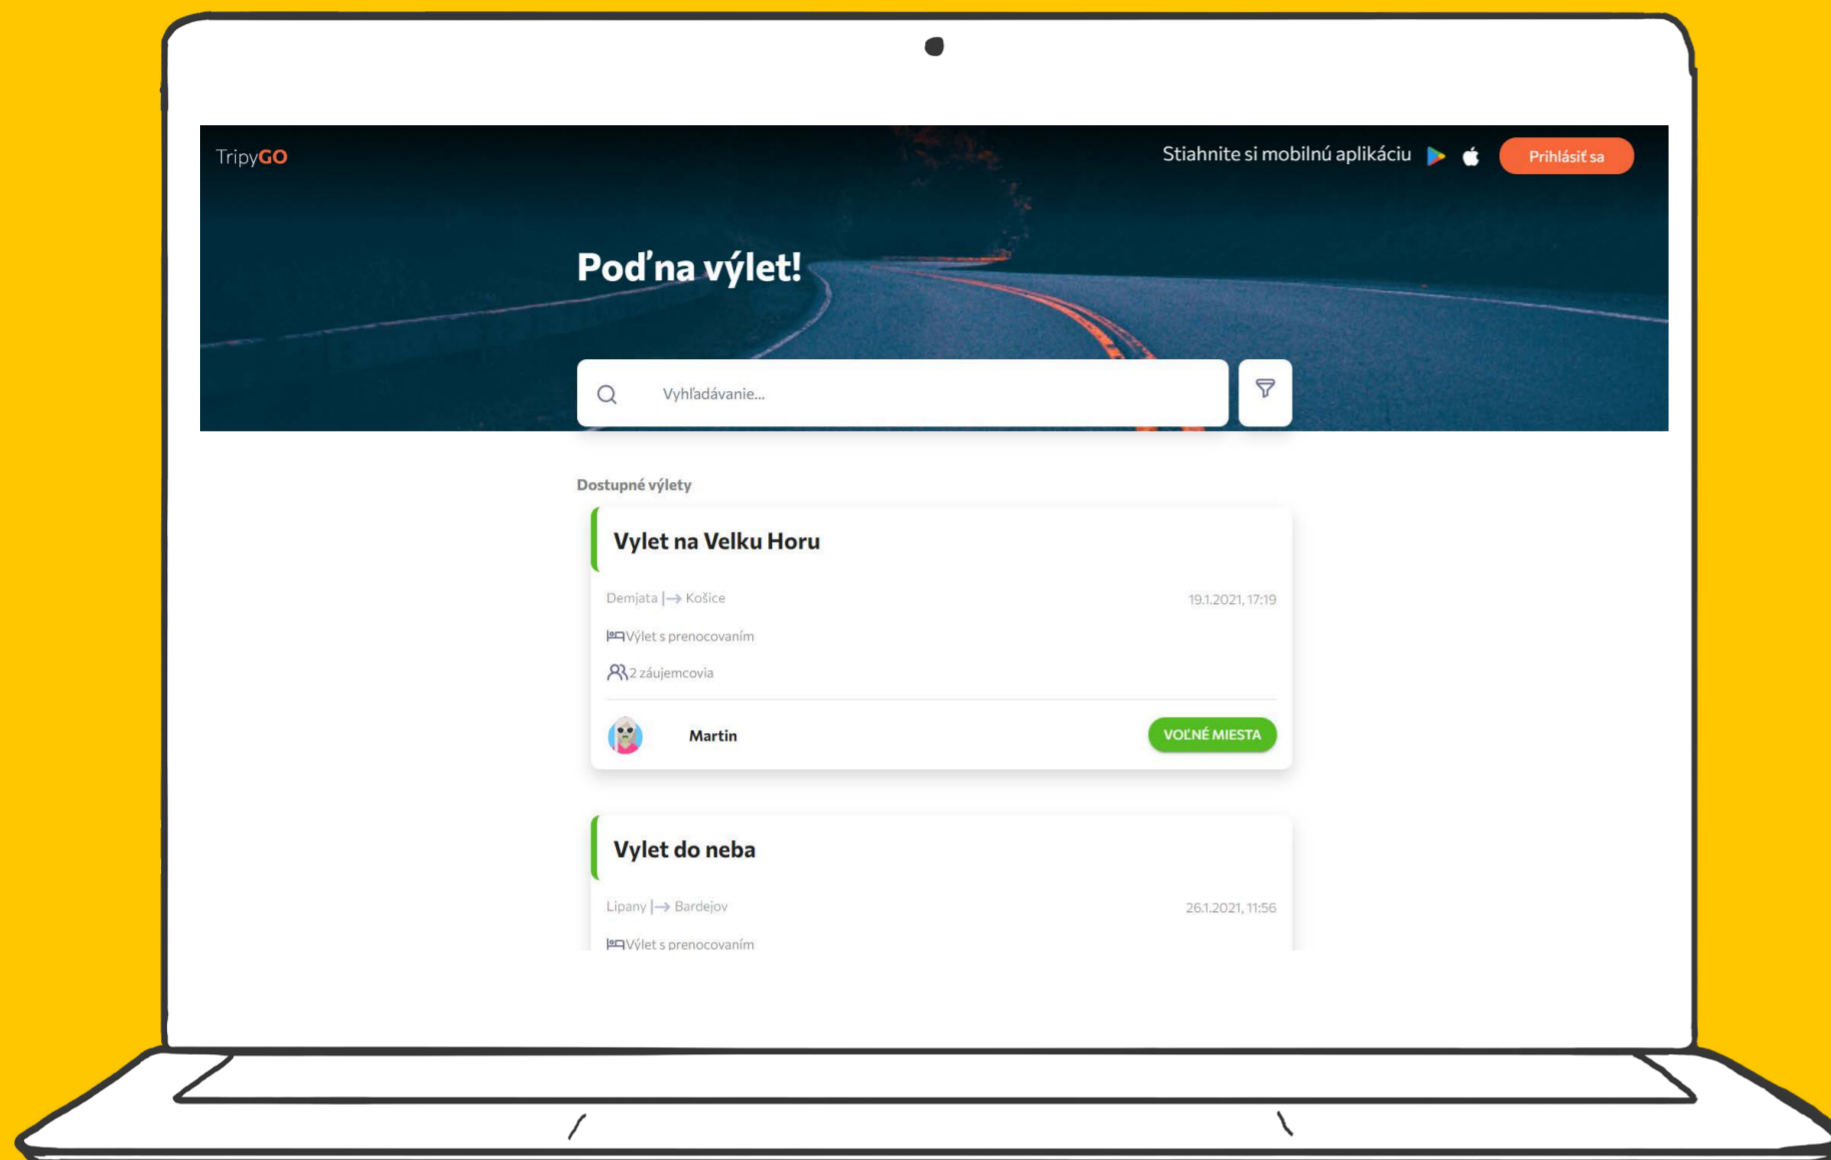 TripyGO
Stiahnite si mobilnú aplikáciu
Prihlásiť sa
Poď na výlet!
Vyhľadávanie...
Dostupné výlety
Vylet na Velku Horu
Demjata |→ Košice
19.1.2021, 17:19
Výlet s prenocovaním
2 záujemcovia
Martin
VOĽNÉ MIESTA
Vylet do neba
Lipany |→ Bardejov
26.1.2021, 11:56
Výlet s prenocovaním